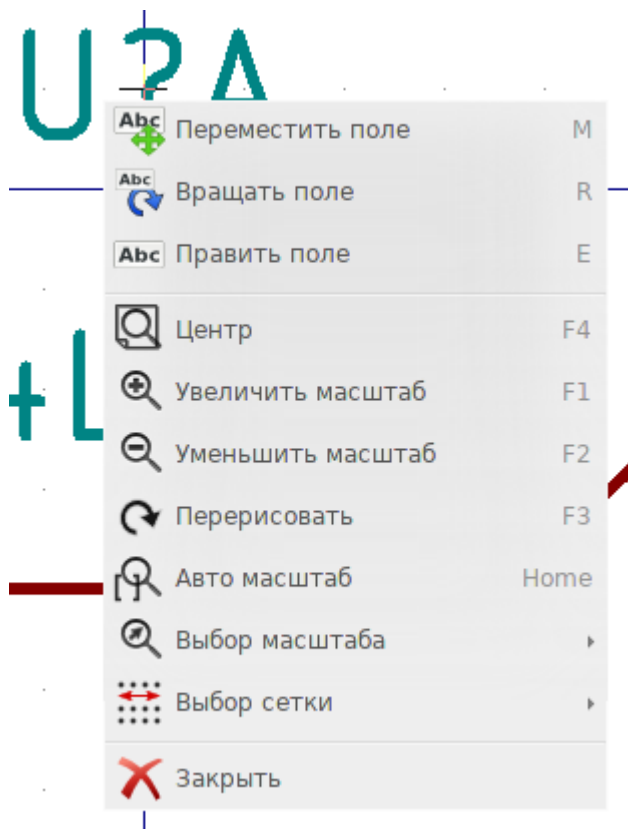 U?A
Abc Переместить поле M
Abc Вращать поле R
Abc Править поле E
Центр F4
+L
Увеличить масштаб F1
Уменьшить масштаб F2
Перерисовать F3
Авто масштаб Home
Выбор масштаба
Выбор сетки
Закрыть